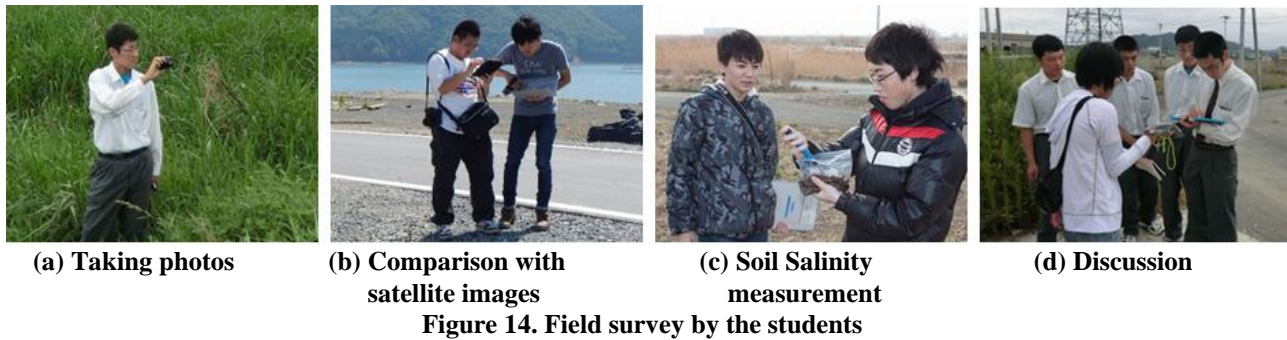 (a) Taking photos
(b) Comparison with satellite images
(c) Soil Salinity measurement
(d) Discussion
Figure 14. Field survey by the students